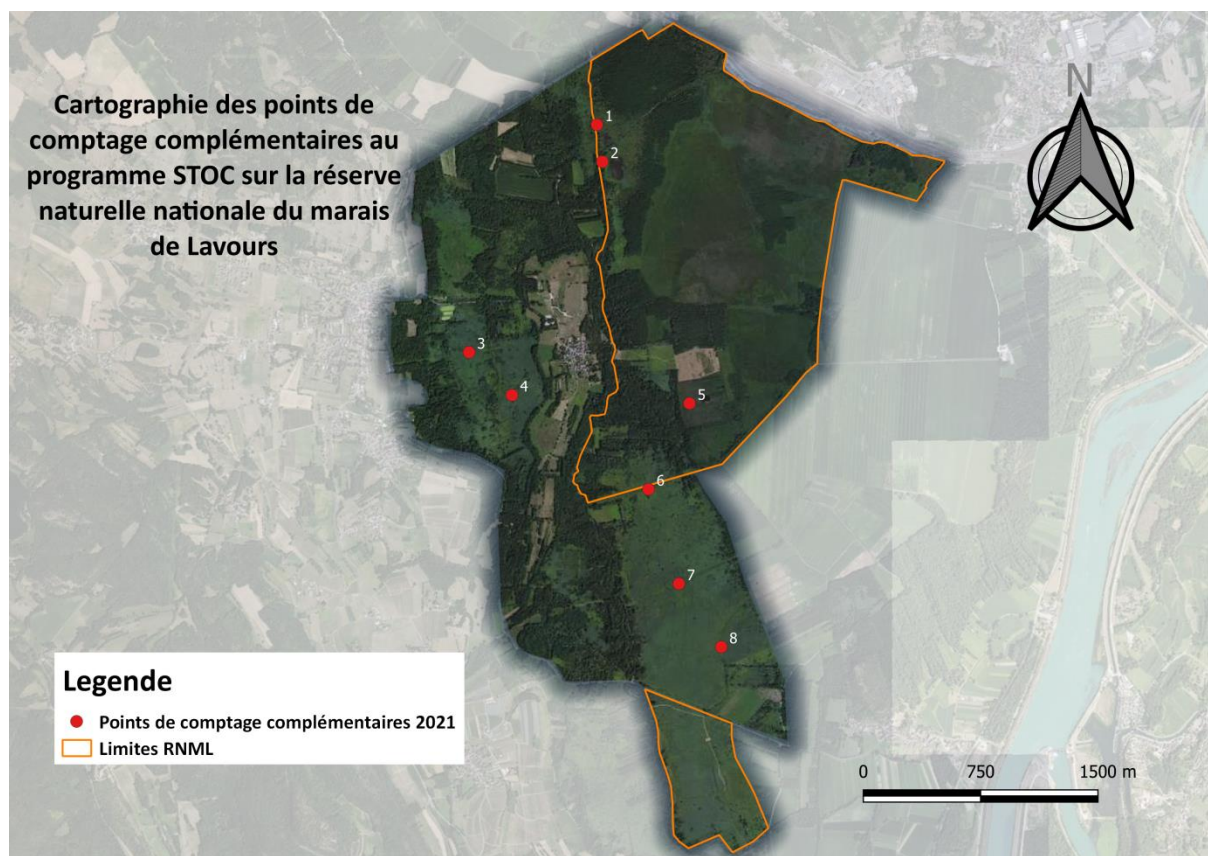 Cartographie des points de
comptage complémentaires au
programme STOC sur la réserve
naturelle nationale du marais
de Lavours
N
1
2
3
4
5
6
7
8
Legende
Points de comptage complémentaires 2021
Limites RNML
0 750 1500 m